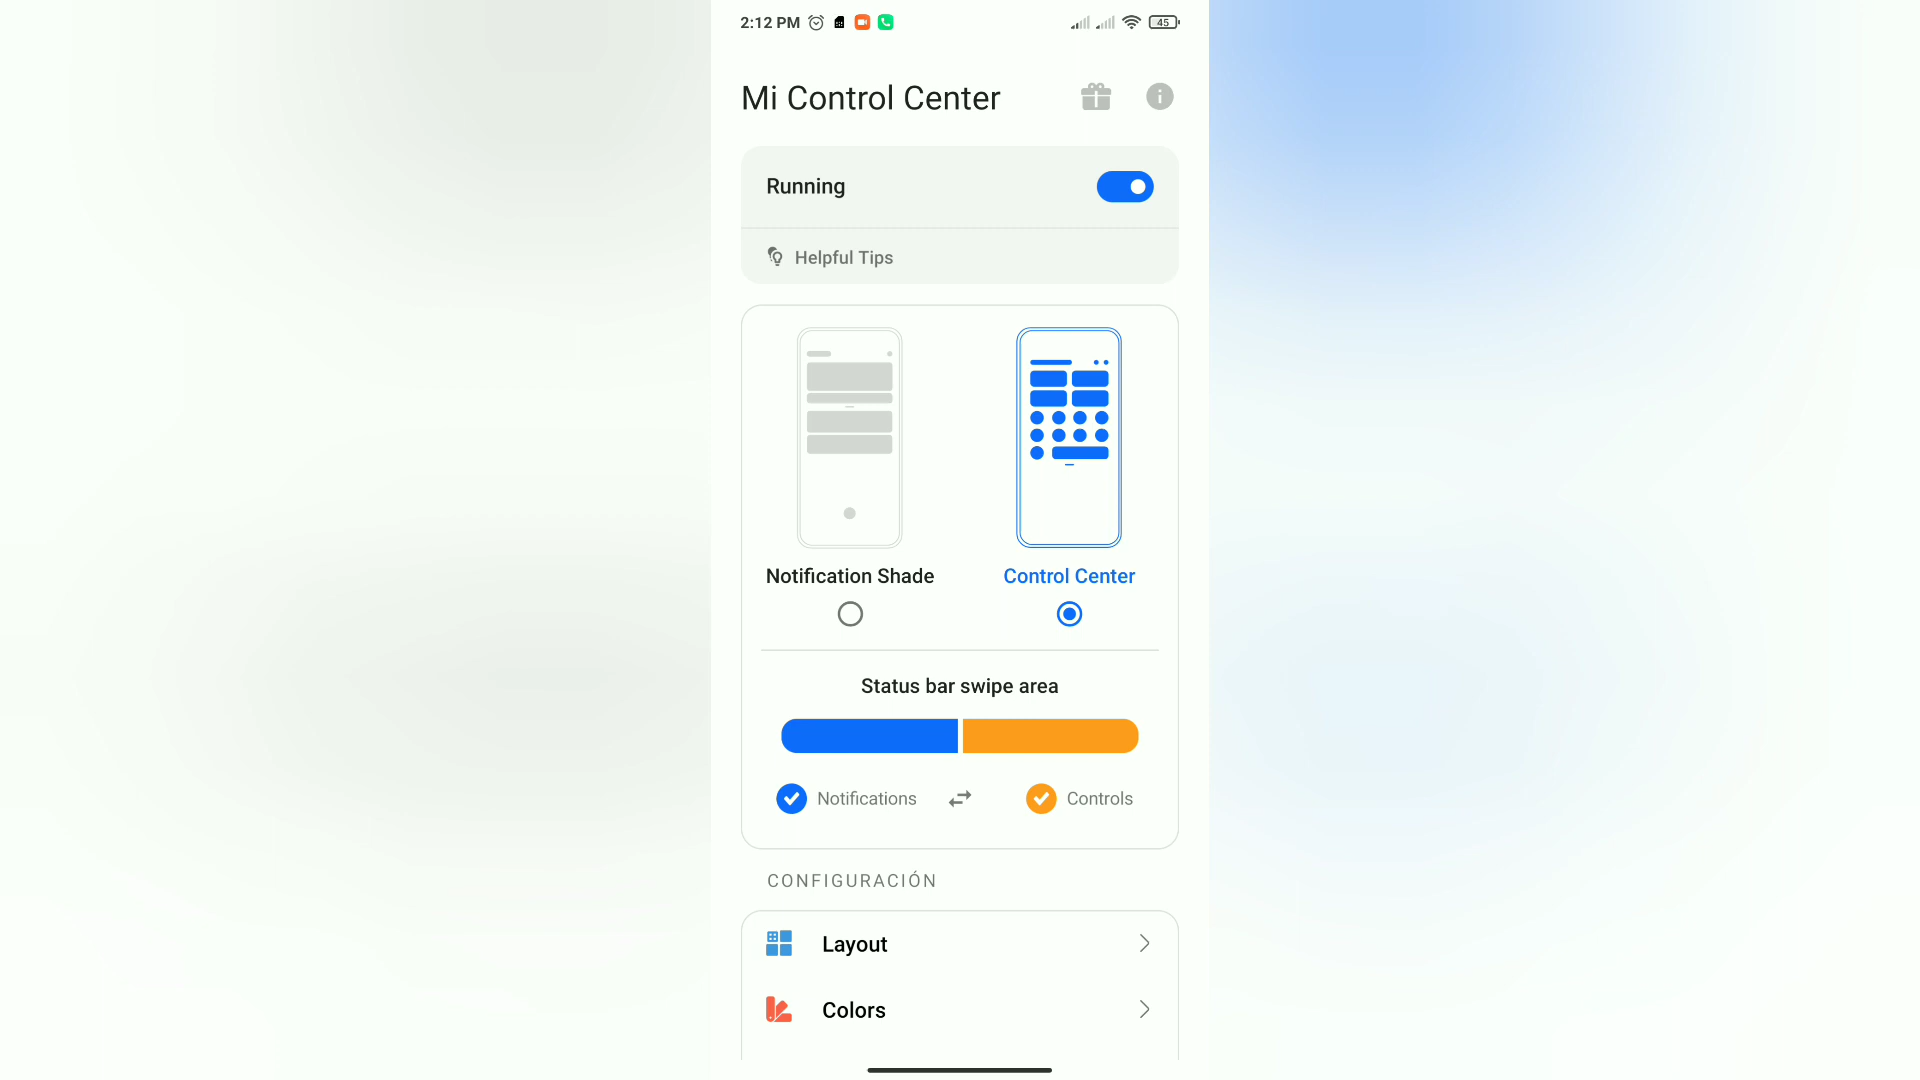 2:12 PM 45
Mi Control Center
Running
Helpful Tips
Notification Shade Control Center
Status bar swipe area
Notifications Controls
CONFIGURACIÓN
Layout
Colors